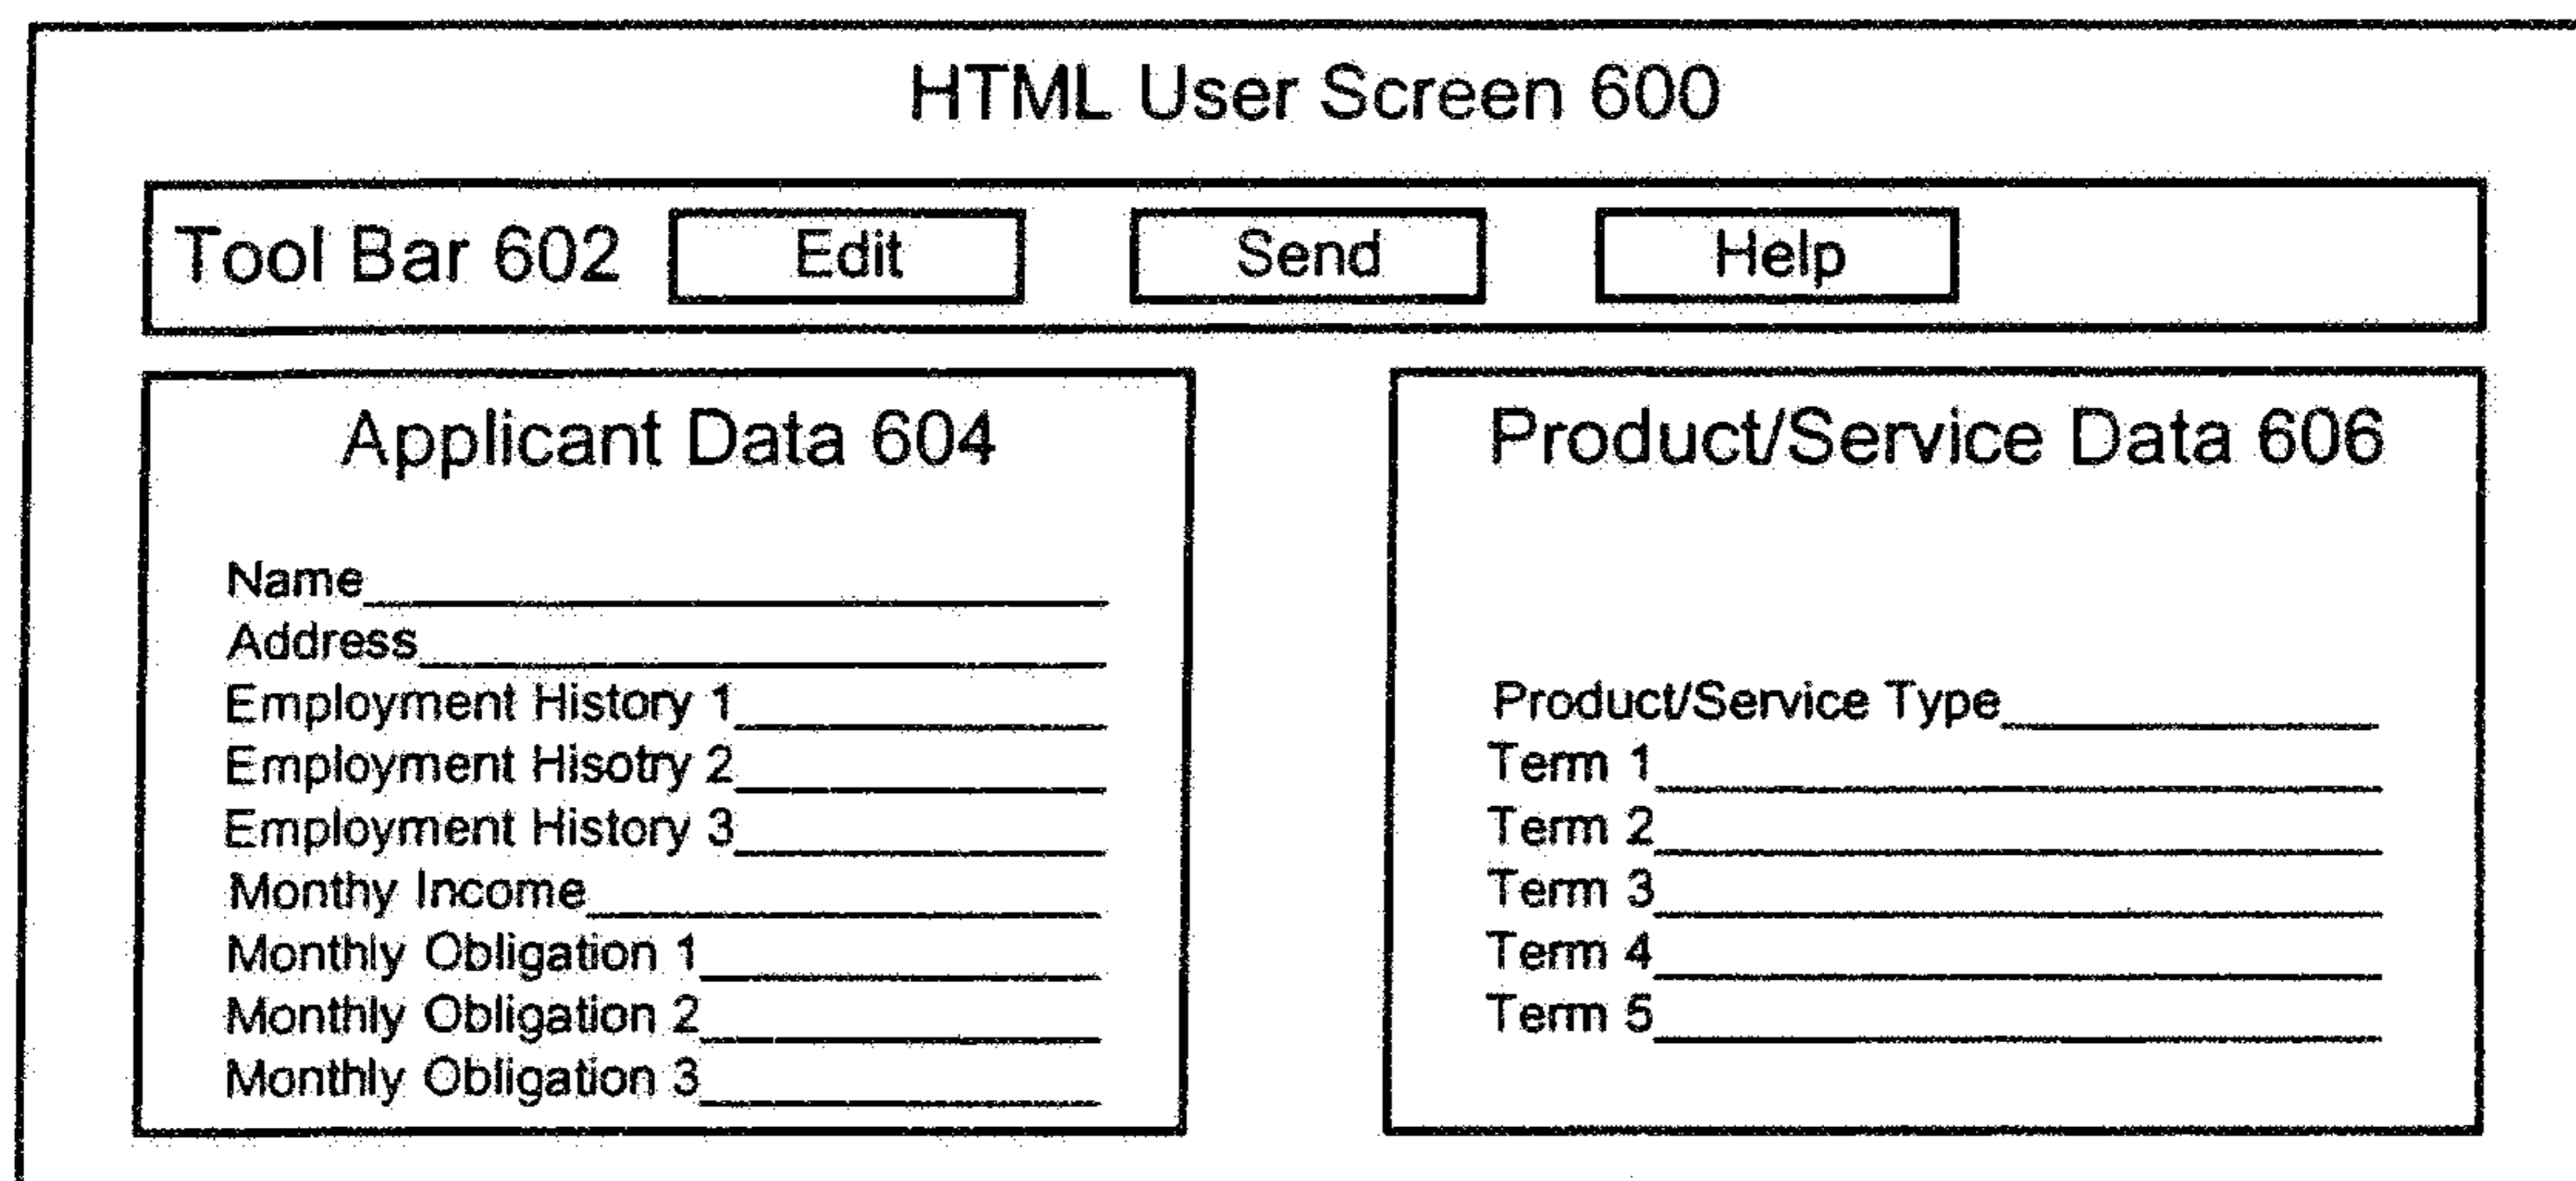 HTML User Screen 600
Tool Bar 602 Edit Send Help
Applicant Data 604
Name
Address
Employment History 1
Employment Hisotry 2
Employment History 3
Monthy Income
Monthly Obligation 1
Monthly Obligation 2
Monthly Obligation 3
Product/Service Data 606
Product/Service Type
Term 1
Term 2
Term 3
Term 4
Term 5